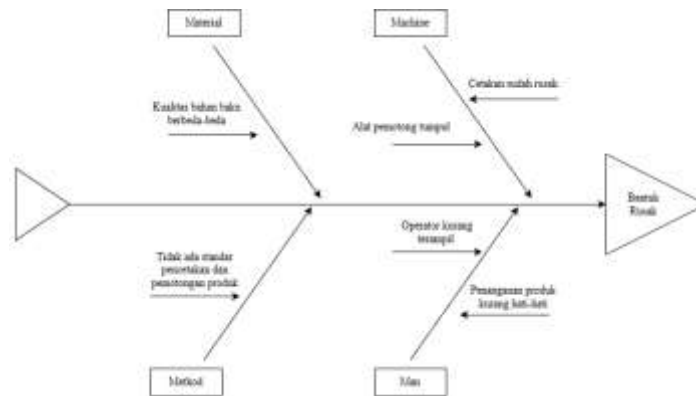 Material
Machine
Cetakan mudah rusak
Kualitas bahan baku
berbeda-beda
Alat pemotong tumpul
Bentuk
Rusak
Operator kurang
terampil
Tidak ada standar
pencetakan dan
pemotongan produk
Penanganan produk
kurang hati-hati
Method
Man